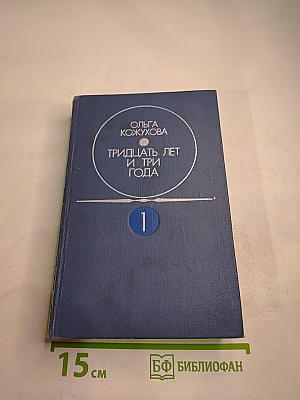 ОЛЬГА
КОЖУХОВА
ТРИДЦАТЬ ЛЕТ
И ТРИ
ГОДА
1
15 см
БФ БИБЛИОФАН